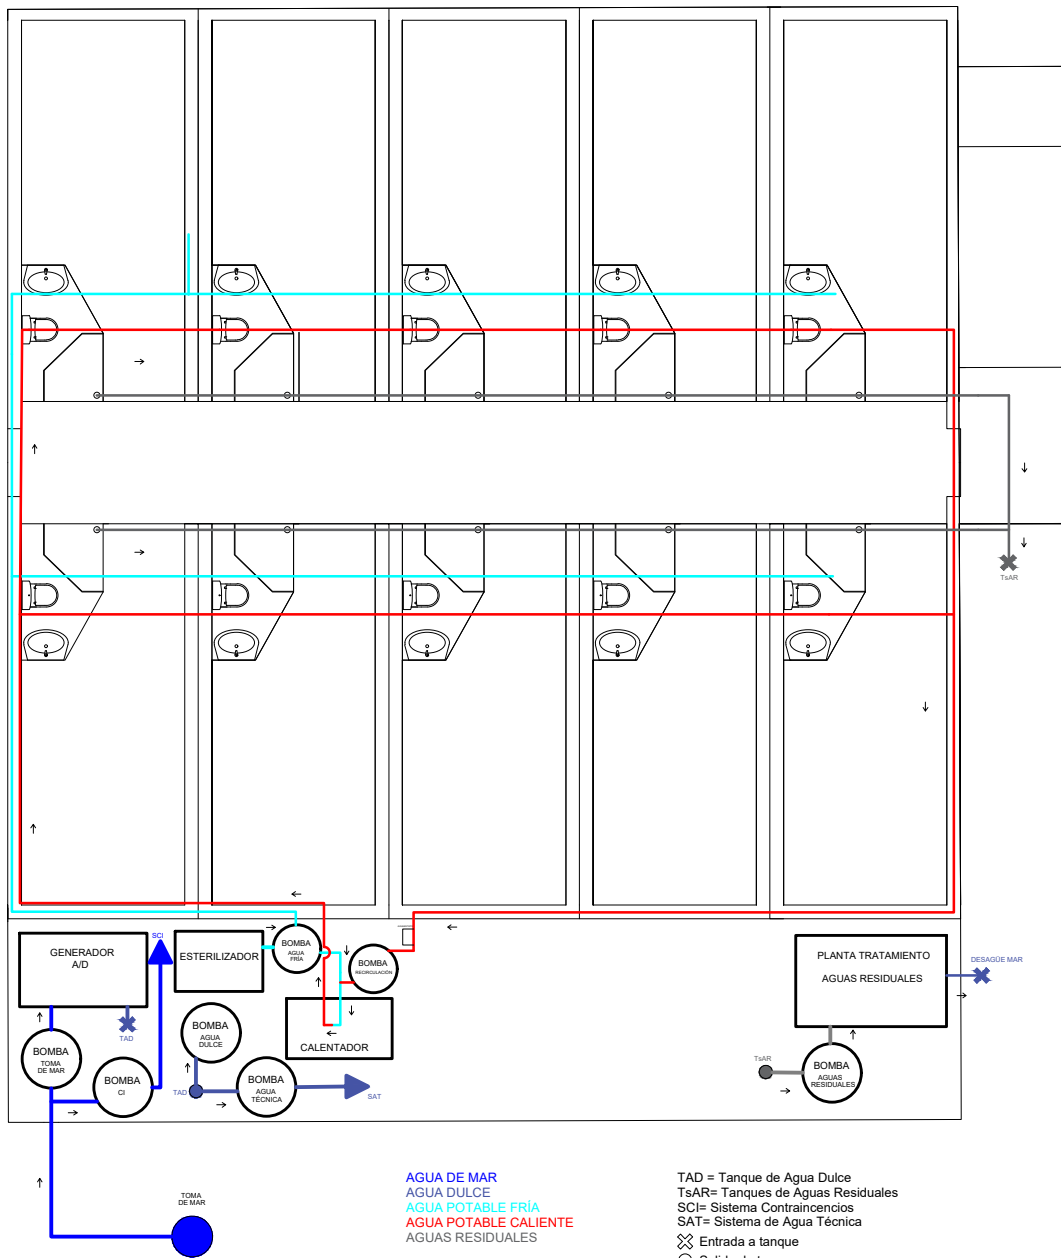 TsAR
SCI
GENERADOR
A/D
ESTERILIZADOR
BOMBA
AGUA
FRÍA
BOMBA
RECIRCULACIÓN
PLANTA TRATAMIENTO
AGUAS RESIDUALES
DESAGÜE MAR
TAD
BOMBA
TOMA
DE MAR
BOMBA
CI
BOMBA
AGUA
DULCE
CALENTADOR
TAD
BOMBA
AGUA
TÉCNICA
SAT
TsAR
BOMBA
AGUAS
RESIDUALES
TOMA
DE MAR
AGUA DE MAR
AGUA DULCE
AGUA POTABLE FRÍA
AGUA POTABLE CALIENTE
AGUAS RESIDUALES
TAD = Tanque de Agua Dulce
TsAR= Tanques de Aguas Residuales
SCI= Sistema Contraincencios
SAT= Sistema de Agua Técnica
Entrada a tanque